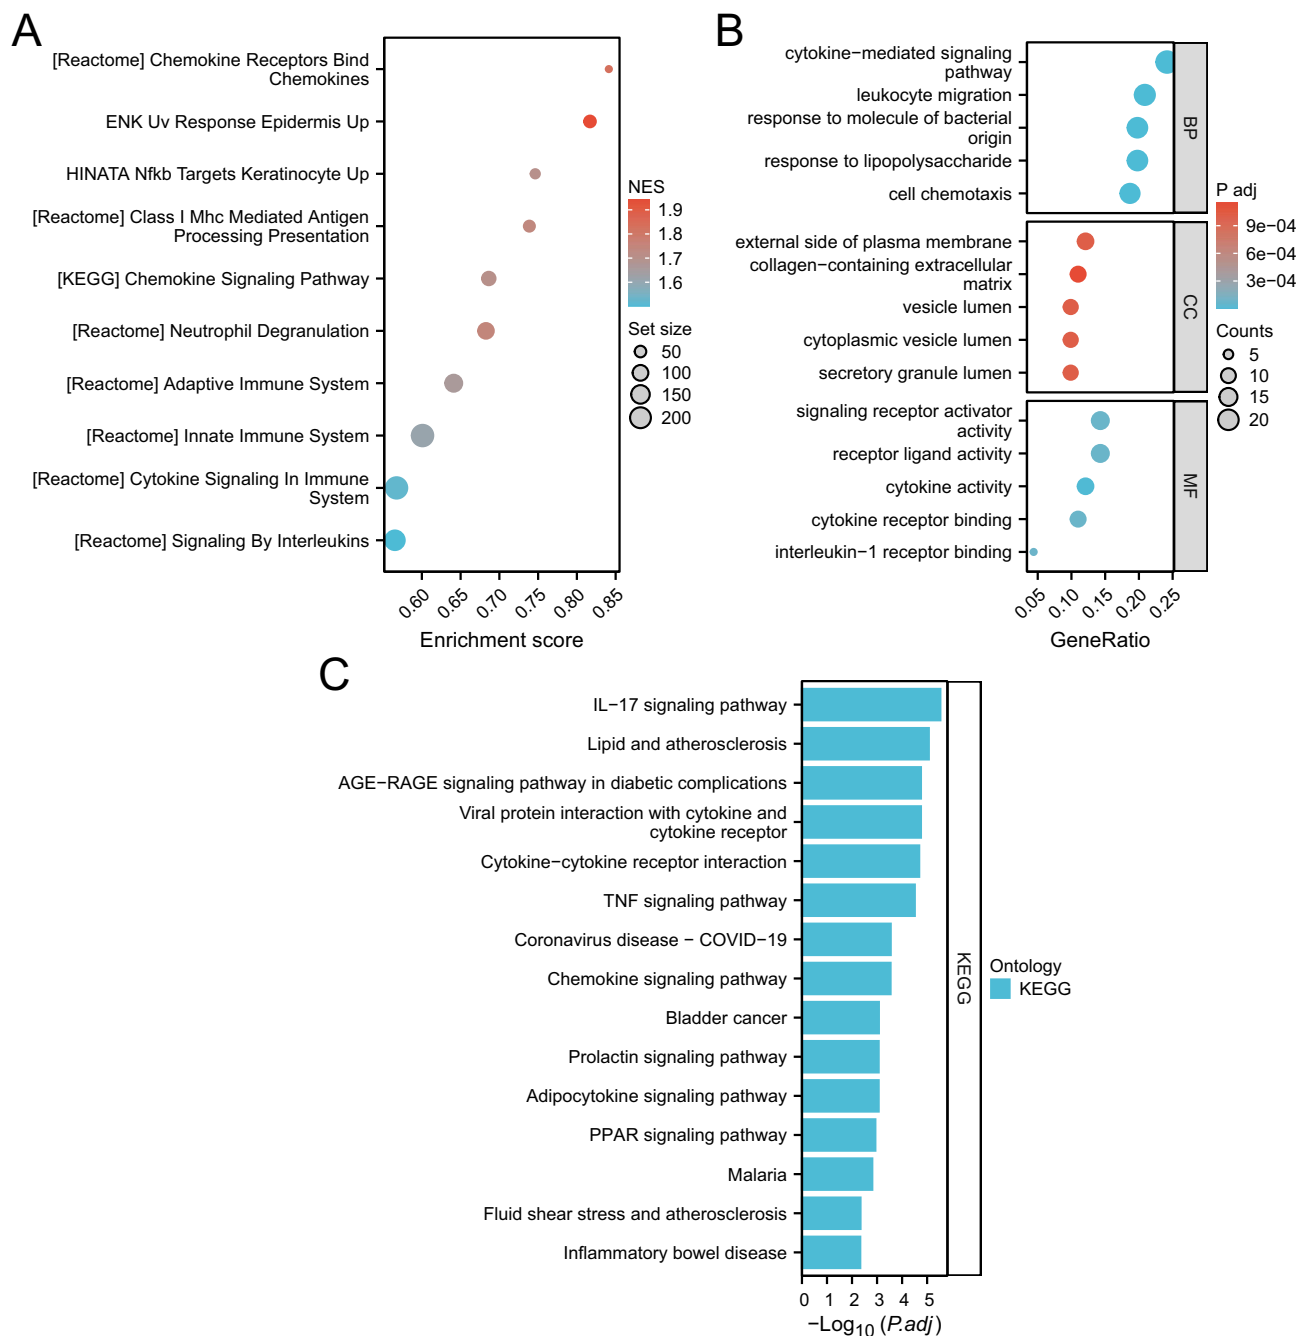 A
[Reactome] Chemokine Receptors Bind
Chemokines
ENK Uv Response Epidermis Up
HINATA Nfkb Targets Keratinocyte Up
[Reactome] Class I Mhc Mediated Antigen
Processing Presentation
[KEGG] Chemokine Signaling Pathway
[Reactome] Neutrophil Degranulation
[Reactome] Adaptive Immune System
[Reactome] Innate Immune System
[Reactome] Cytokine Signaling In Immune
System
[Reactome] Signaling By Interleukins
0.60 0.65 0.70 0.75 0.80 0.85
Enrichment score
NES
1.9
1.8
1.7
1.6
Set size
50
100
150
200
B
cytokine−mediated signaling
pathway
leukocyte migration
response to molecule of bacterial
origin
response to lipopolysaccharide
cell chemotaxis
BP
external side of plasma membrane
collagen−containing extracellular
matrix
vesicle lumen
cytoplasmic vesicle lumen
secretory granule lumen
CC
signaling receptor activator
activity
receptor ligand activity
cytokine activity
cytokine receptor binding
interleukin−1 receptor binding
MF
0.05 0.10 0.15 0.20 0.25
GeneRatio
P adj
9e−04
6e−04
3e−04
Counts
5
10
15
20
C
IL−17 signaling pathway
Lipid and atherosclerosis
AGE−RAGE signaling pathway in diabetic complications
Viral protein interaction with cytokine and
cytokine receptor
Cytokine−cytokine receptor interaction
TNF signaling pathway
Coronavirus disease − COVID−19
Chemokine signaling pathway
Bladder cancer
Prolactin signaling pathway
Adipocytokine signaling pathway
PPAR signaling pathway
Malaria
Fluid shear stress and atherosclerosis
Inflammatory bowel disease
KEGG
0 1 2 3 4 5
−Log10 (P.adj)
Ontology
KEGG